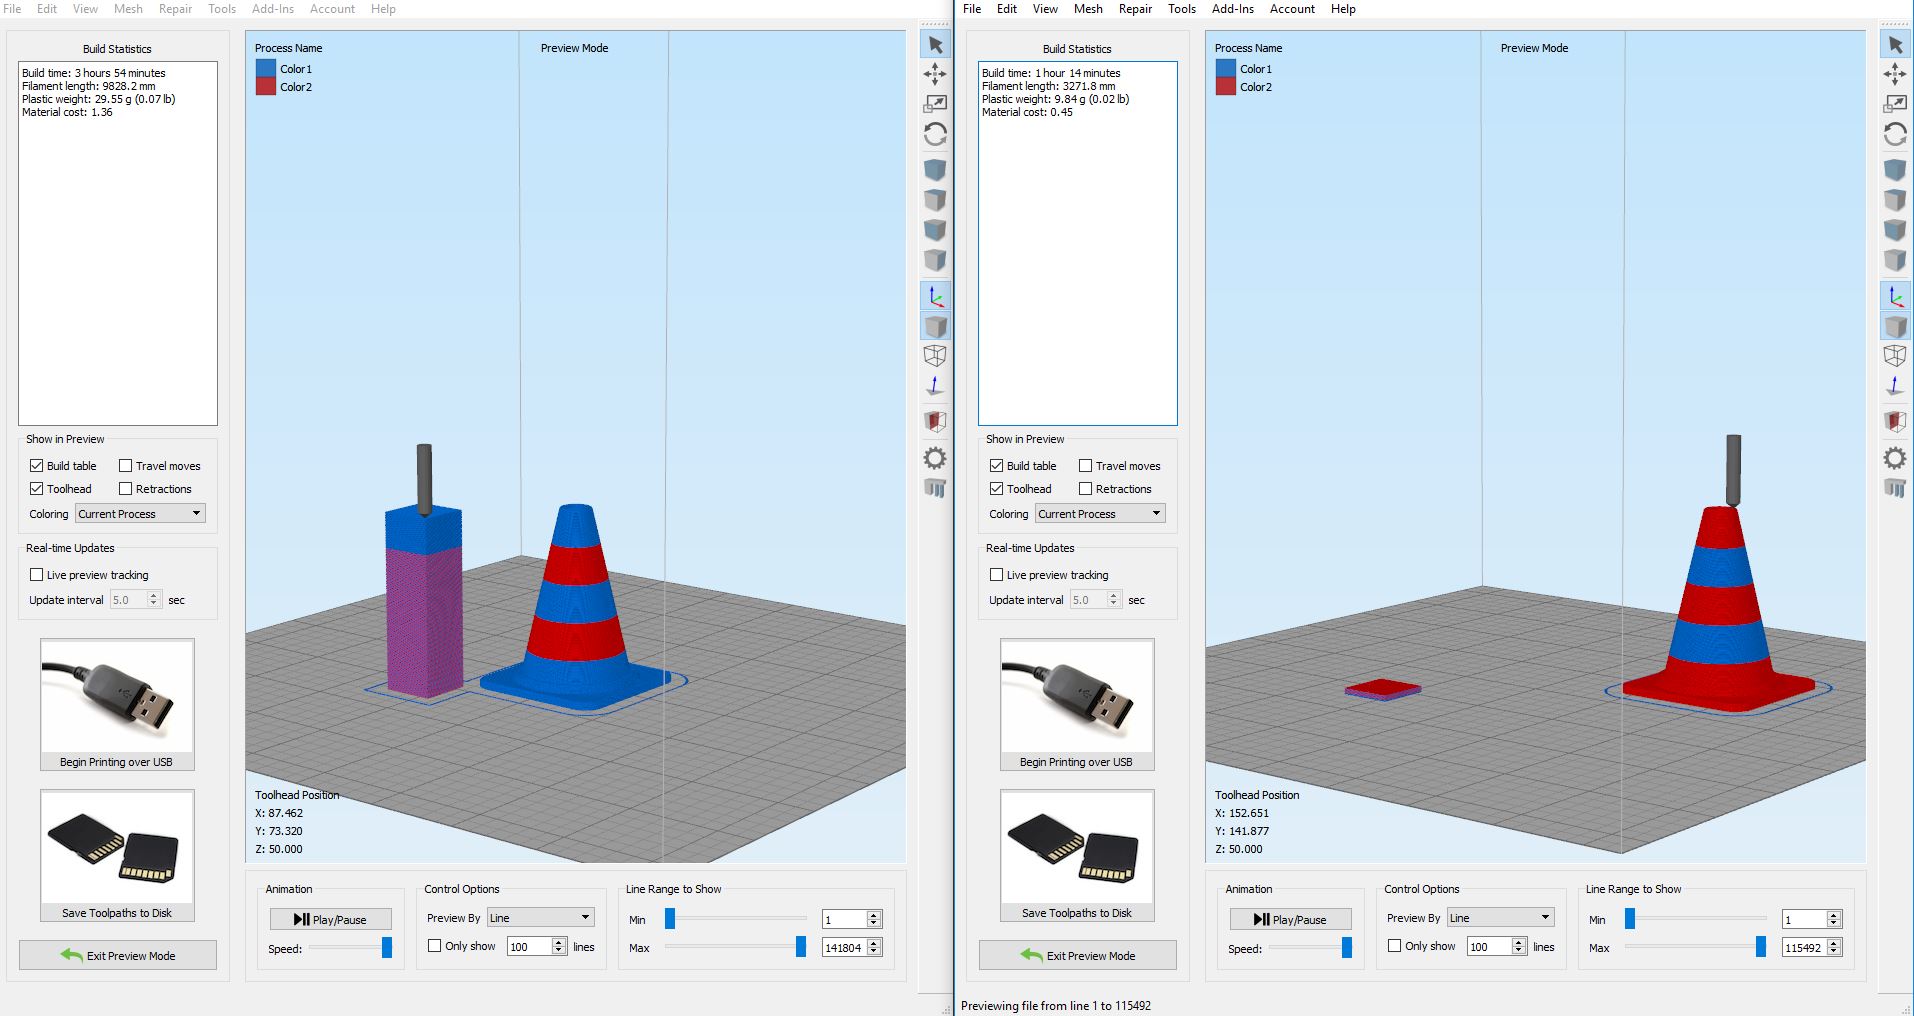 File Edit View Mesh Repair Tools Add-Ins Account Help
Build Statistics
Build time: 3 hours 54 minutes
Filament length: 9828.2 mm
Plastic weight: 29.55 g (0.07 lb)
Material cost: 1.36
Show in Preview
Build table Travel moves
Toolhead Retractions
Coloring Current Process
Real-time Updates
Live preview tracking
Update interval 5.0 sec
Begin Printing over USB
Save Toolpaths to Disk
Exit Preview Mode
Process Name
Color1
Color2
Preview Mode
Toolhead Position
X: 87.462
Y: 73.320
Z: 50.000
Animation
Play/Pause
Speed:
Control Options
Preview By Line
Only show 100 lines
Line Range to Show
Min 1
Max 141804
File Edit View Mesh Repair Tools Add-Ins Account Help
Build Statistics
Build time: 1 hour 14 minutes
Filament length: 3271.8 mm
Plastic weight: 9.84 g (0.02 lb)
Material cost: 0.45
Show in Preview
Build table Travel moves
Toolhead Retractions
Coloring Current Process
Real-time Updates
Live preview tracking
Update interval 5.0 sec
Begin Printing over USB
Save Toolpaths to Disk
Exit Preview Mode
Process Name
Color1
Color2
Preview Mode
Toolhead Position
X: 152.651
Y: 141.877
Z: 50.000
Animation
Play/Pause
Speed:
Control Options
Preview By Line
Only show 100 lines
Line Range to Show
Min 1
Max 115492
Previewing file from line 1 to 115492